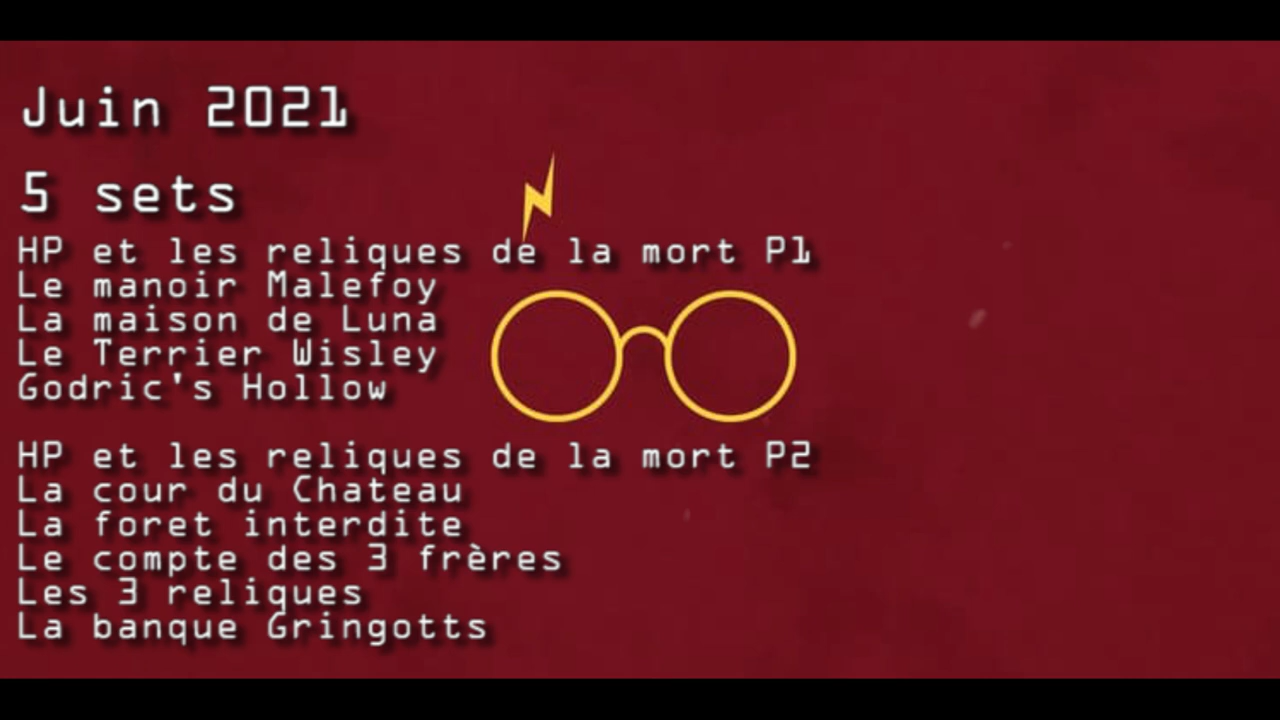 Juin 2021
5 sets
HP et les reliques de la mort P1
Le manoir Malefoy
La maison de Luna
Le Terrier Wisley
Godric's Hollow
HP et les reliques de la mort P2
La cour du Chateau
La foret interdite
Le compte des 3 frères
Les 3 reliques
La banque Gringotts